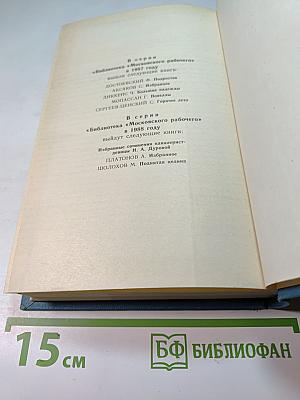 В серии
«Библиотека «Московского рабочего»
в 1987 году
вышли следующие книги:
ДОСТОЕВСКИЙ Ф. Подросток
АКСАКОВ С. Избранное
ДИККЕНС Ч. Большие надежды
МОПАССАН Г. Новеллы
СЕРГЕЕВ-ЦЕНСКИЙ С. Горячее лето
В серии
«Библиотека «Московского рабочего»
в 1988 году
выйдут следующие книги:
Избранные сочинения кавалерист-
девицы Н. А. Дуровой
ПЛАТОНОВ А. Избранное
ШОЛОХОВ М. Поднятая целина
15 см
БФ БИБЛИОФАН